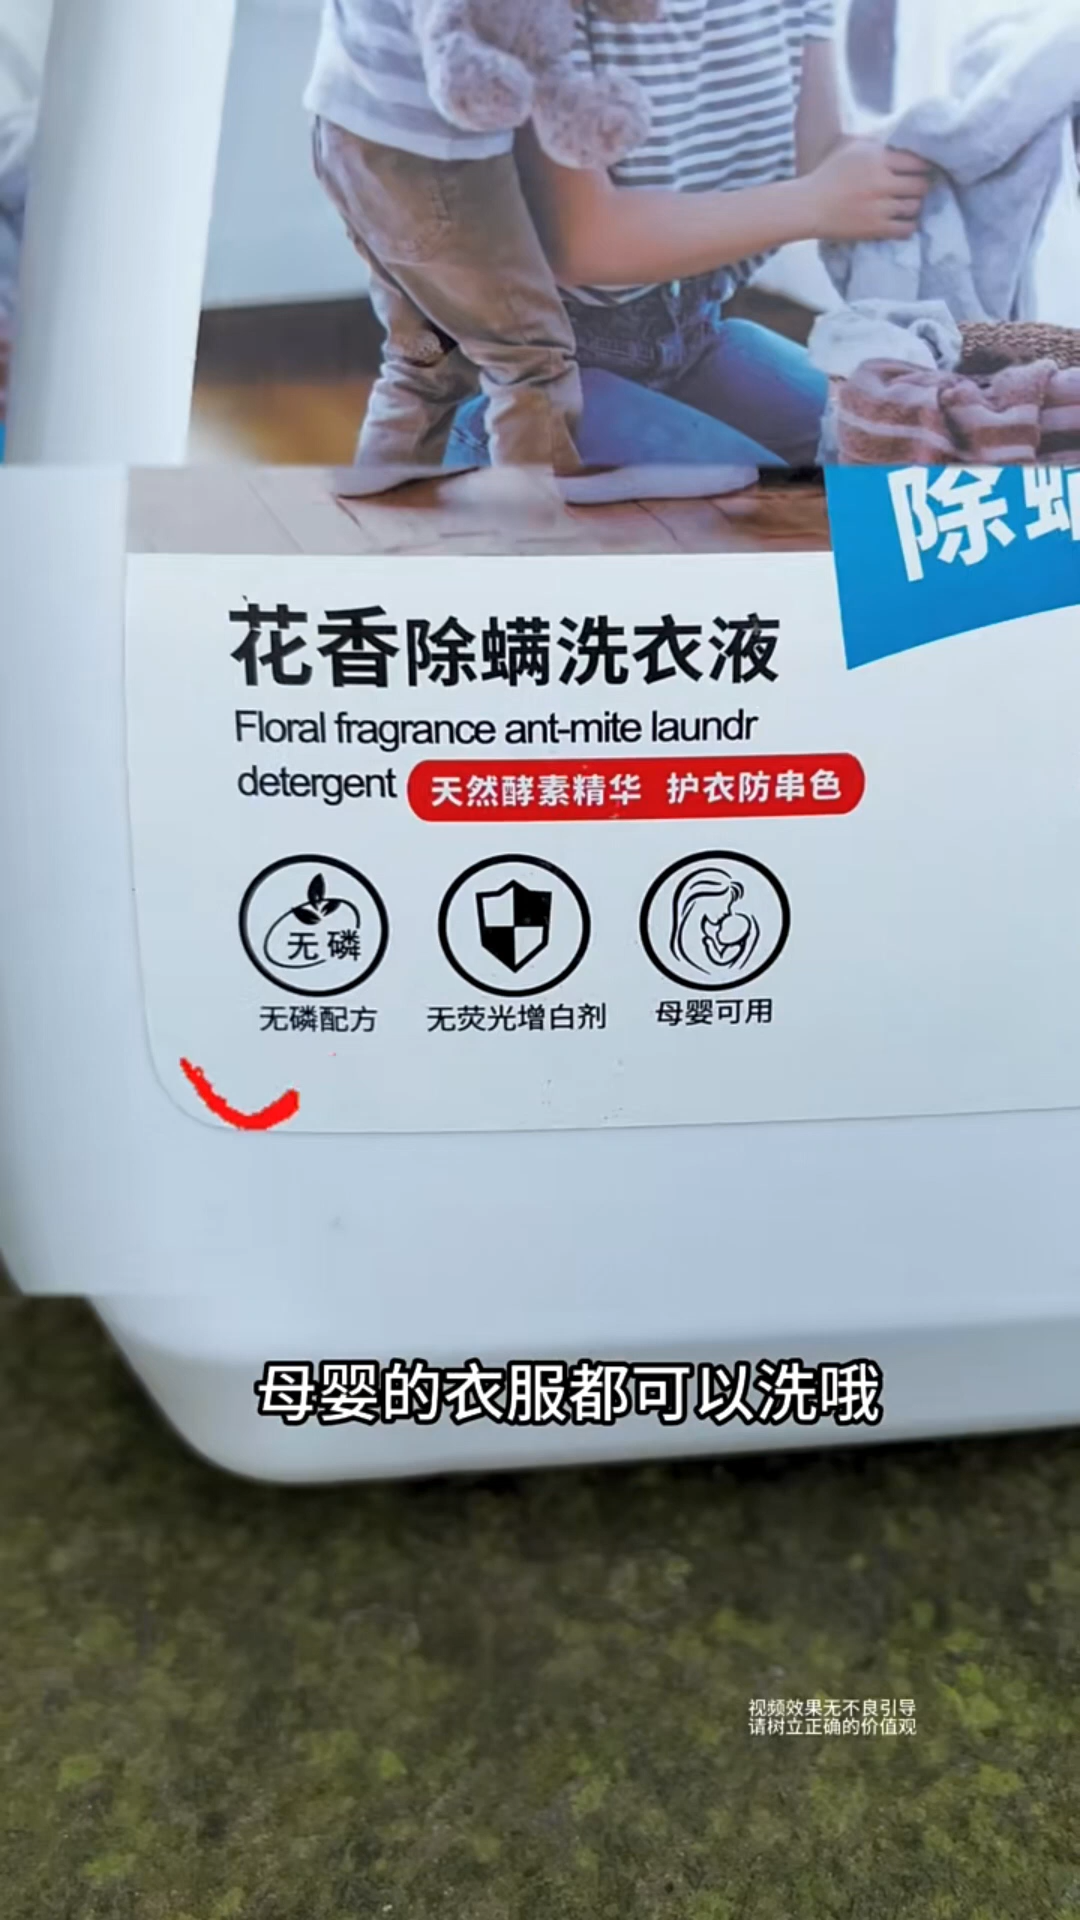 除螨
花香除螨洗衣液
Floral fragrance ant-mite laundr
detergent 天然酵素精华 护衣防串色
无磷
无磷配方 无荧光增白剂 母婴可用
母婴的衣服都可以洗哦
视频效果无不良引导
请树立正确的价值观